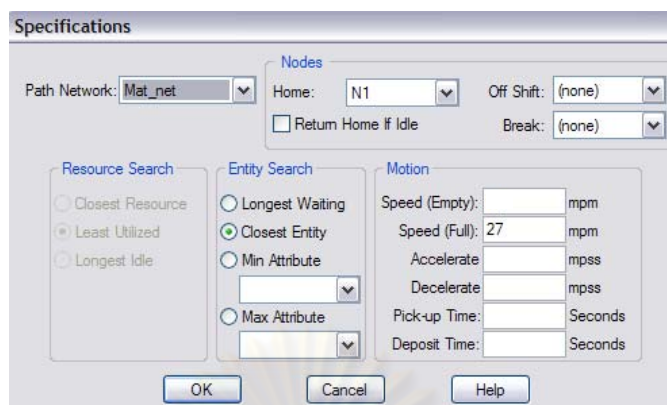 Specifications
Nodes
Path Network: Mat_net
Home: N1
Off Shift: (none)
Return Home If Idle
Break: (none)
Resource Search
Closest Resource
Least Utilized
Longest Idle
Entity Search
Longest Waiting
Closest Entity
Min Attribute
Max Attribute
Motion
Speed (Empty): mpm
Speed (Full): 27 mpm
Accelerate mpss
Decelerate mpss
Pick-up Time: Seconds
Deposit Time: Seconds
OK
Cancel
Help